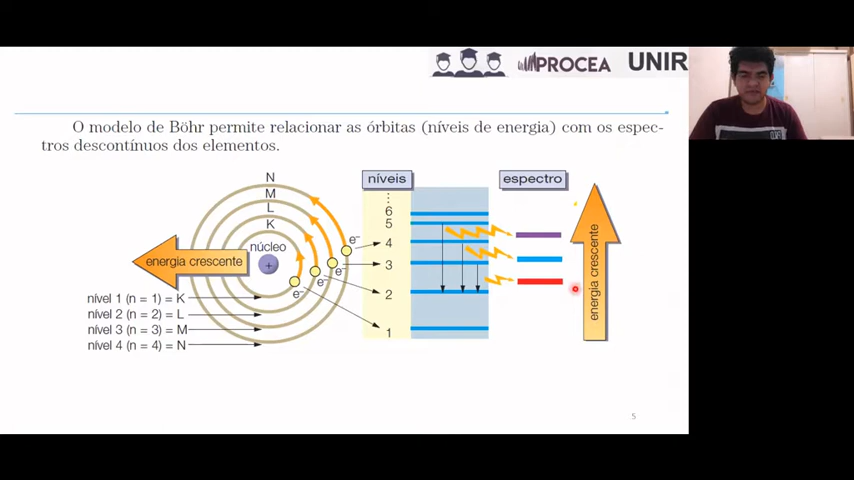 PROCEA
UNIR
O modelo de Böhr permite relacionar as órbitas (níveis de energia) com os espec-
tros descontínuos dos elementos.
N
M
L
K
núcleo
+
energia crescente
e⁻
e⁻
e⁻
e⁻
nível 1 (n = 1) = K
nível 2 (n = 2) = L
nível 3 (n = 3) = M
nível 4 (n = 4) = N
níveis
⋮
6
5
4
3
2
1
espectro
energia crescente
5